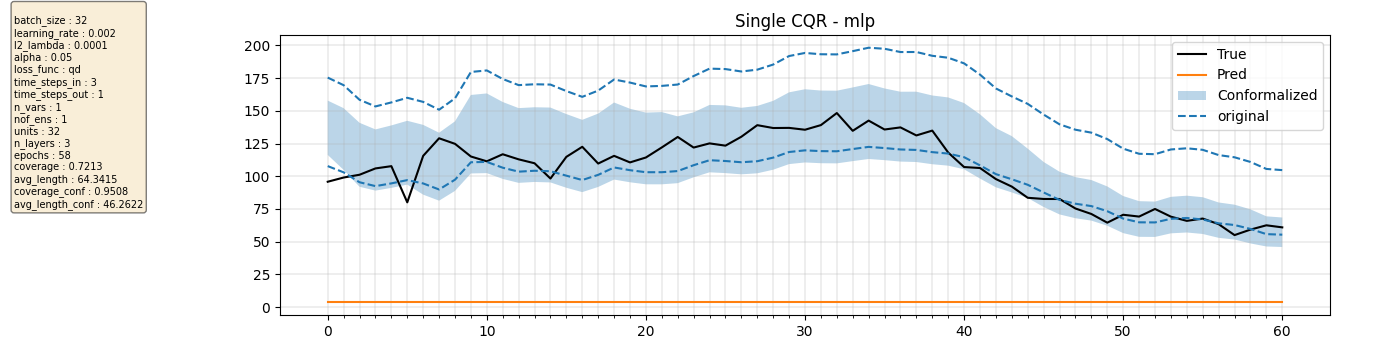 batch_size : 32
learning_rate : 0.002
l2_lambda : 0.0001
alpha : 0.05
loss_func : qd
time_steps_in : 3
time_steps_out : 1
n_vars : 1
nof_ens : 1
units : 32
n_layers : 3
epochs : 58
coverage : 0.7213
avg_length : 64.3415
coverage_conf : 0.9508
avg_length_conf : 46.2622
Single CQR - mlp
200
175
150
125
100
75
50
25
0
True
Pred
Conformalized
original
0 10 20 30 40 50 60